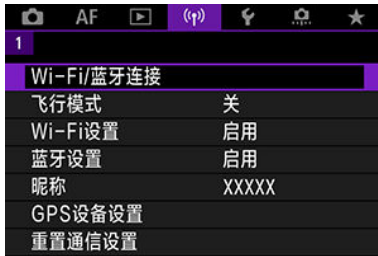 AF
1
Wi-Fi/蓝牙连接
飞行模式 关
Wi-Fi设置 启用
蓝牙设置 启用
昵称 XXXXX
GPS设备设置
重置通信设置